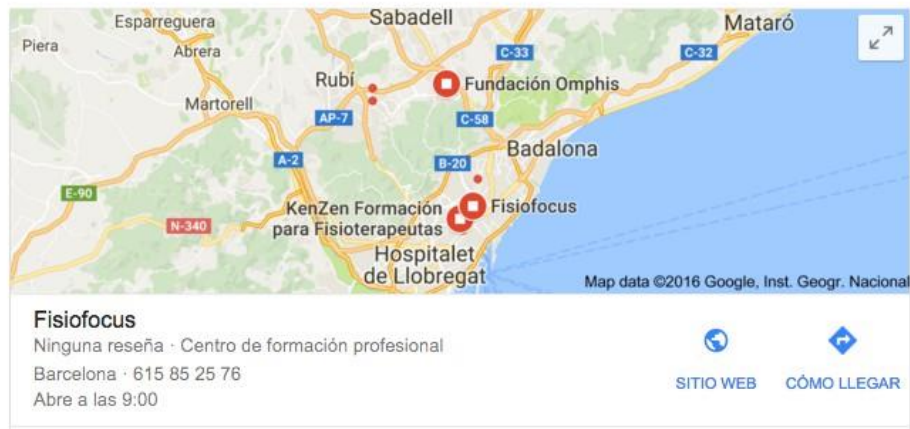 Esparreguera
Sabadell
Mataró
Piera
Abrera
C-33
C-32
Rubí
Fundación Omphis
Martorell
AP-7
C-58
Badalona
A-2
B-20
E-90
KenZen Formación
para Fisioterapeutas
Fisiofocus
N-340
Hospitalet
de Llobregat
Map data ©2016 Google, Inst. Geogr. Nacional
Fisiofocus
Ninguna reseña · Centro de formación profesional
Barcelona · 615 85 25 76
Abre a las 9:00
SITIO WEB
CÓMO LLEGAR